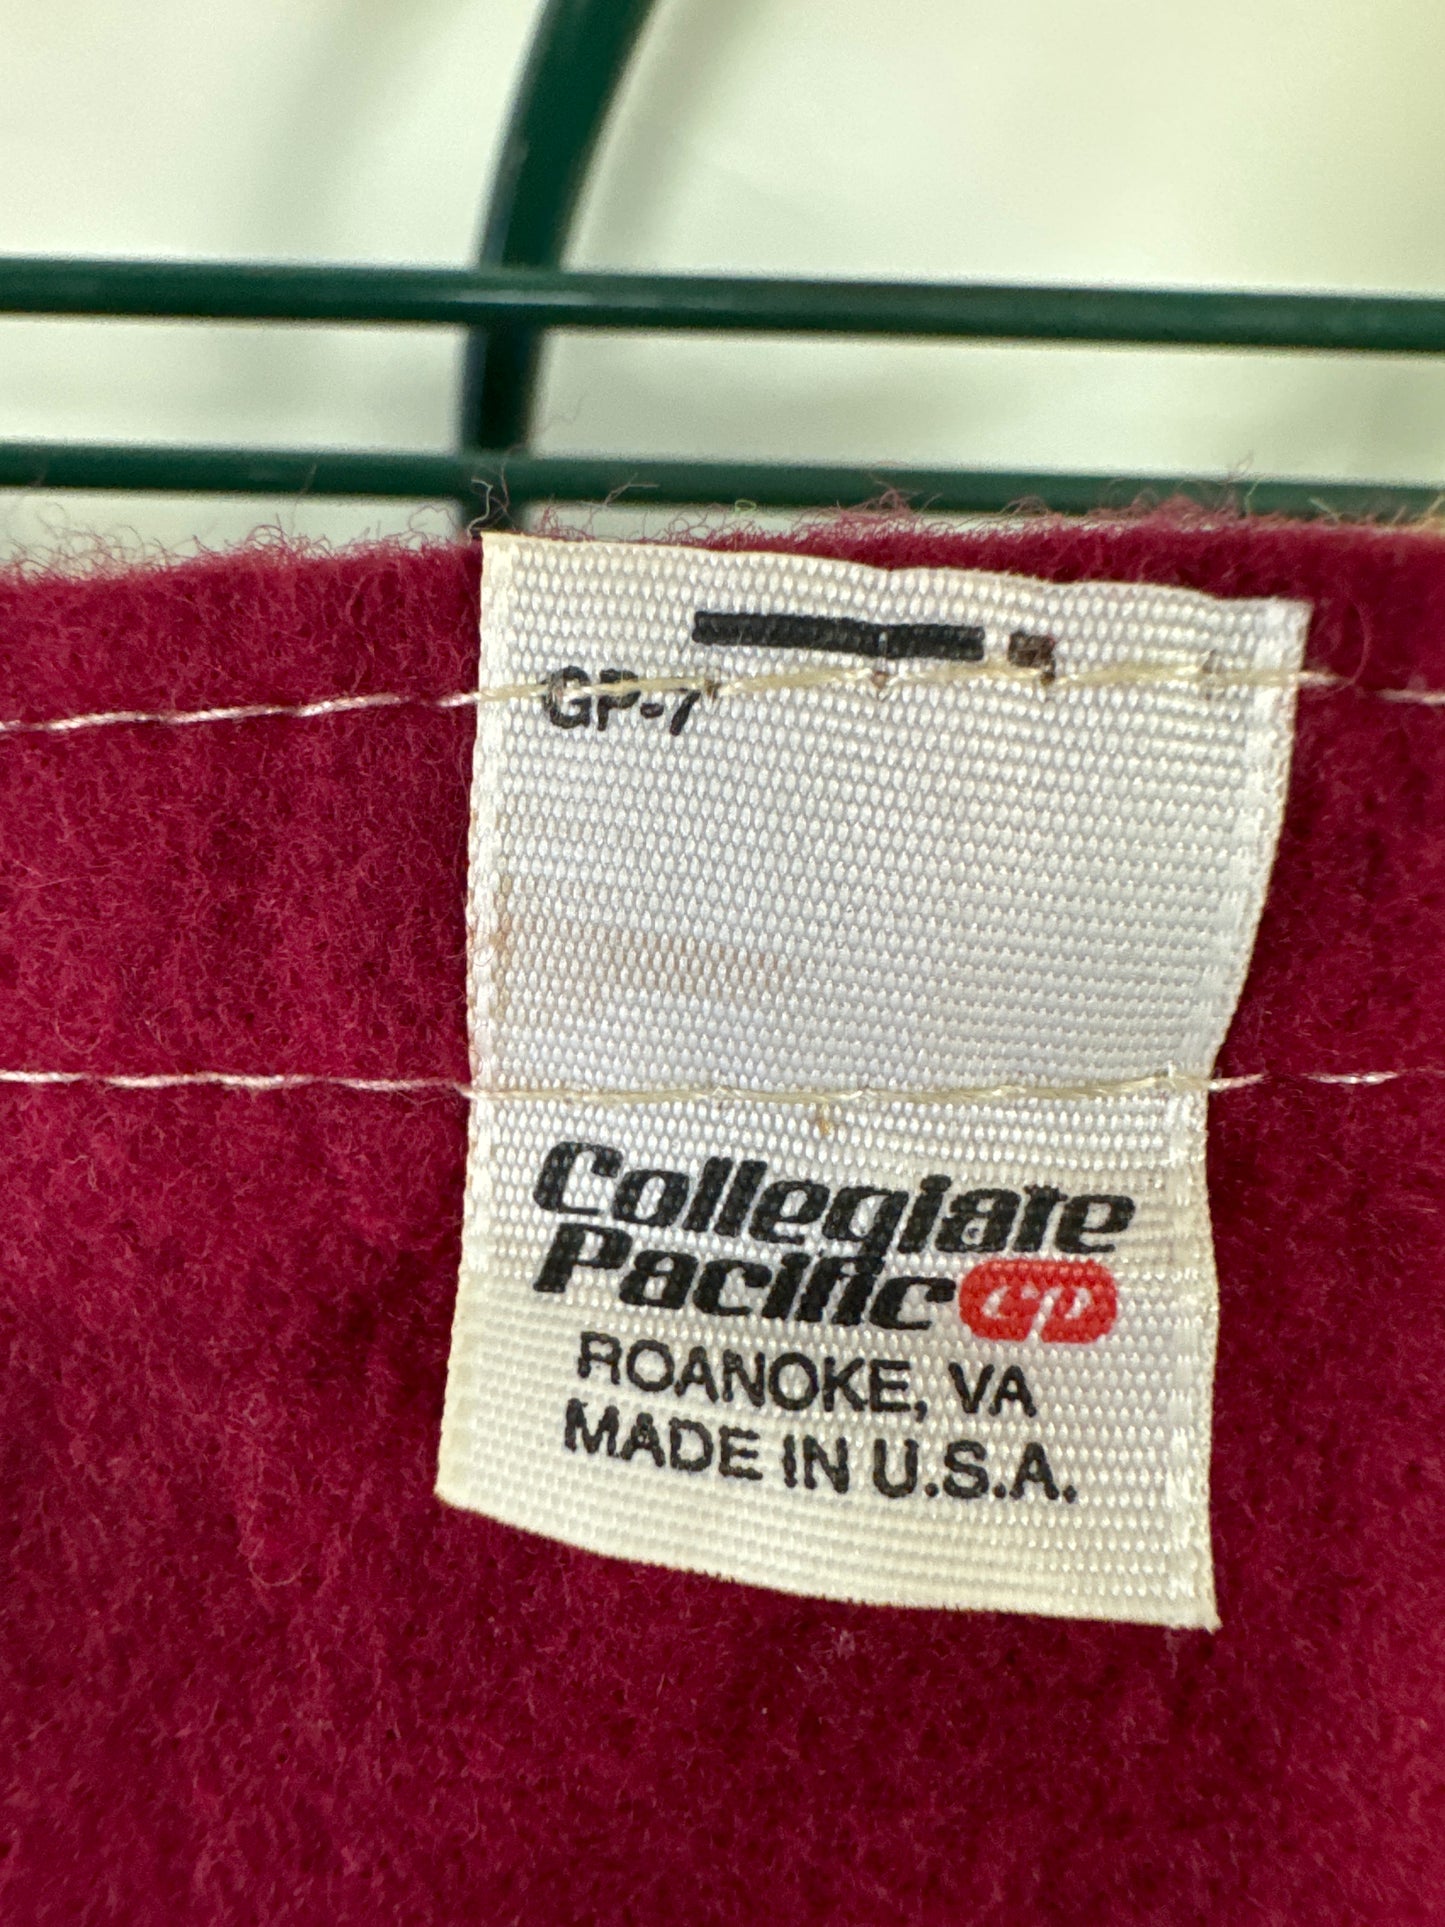 GP-7
Collegiate
Pacific cp
ROANOKE, VA
MADE IN U.S.A.